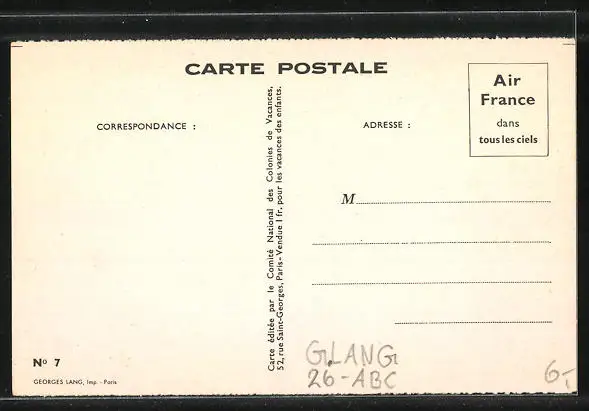 CARTE POSTALE
Air
France
dans
tous les ciels
CORRESPONDANCE :
ADRESSE :
Carte éditée par le Comité National des Colonies de Vacances,
52, rue Saint-Georges, Paris - Vendue 1 fr. pour les vacances des enfants.
M
No 7
GEORGES LANG, Imp. - Paris
G.LANG
26-ABC
6,-